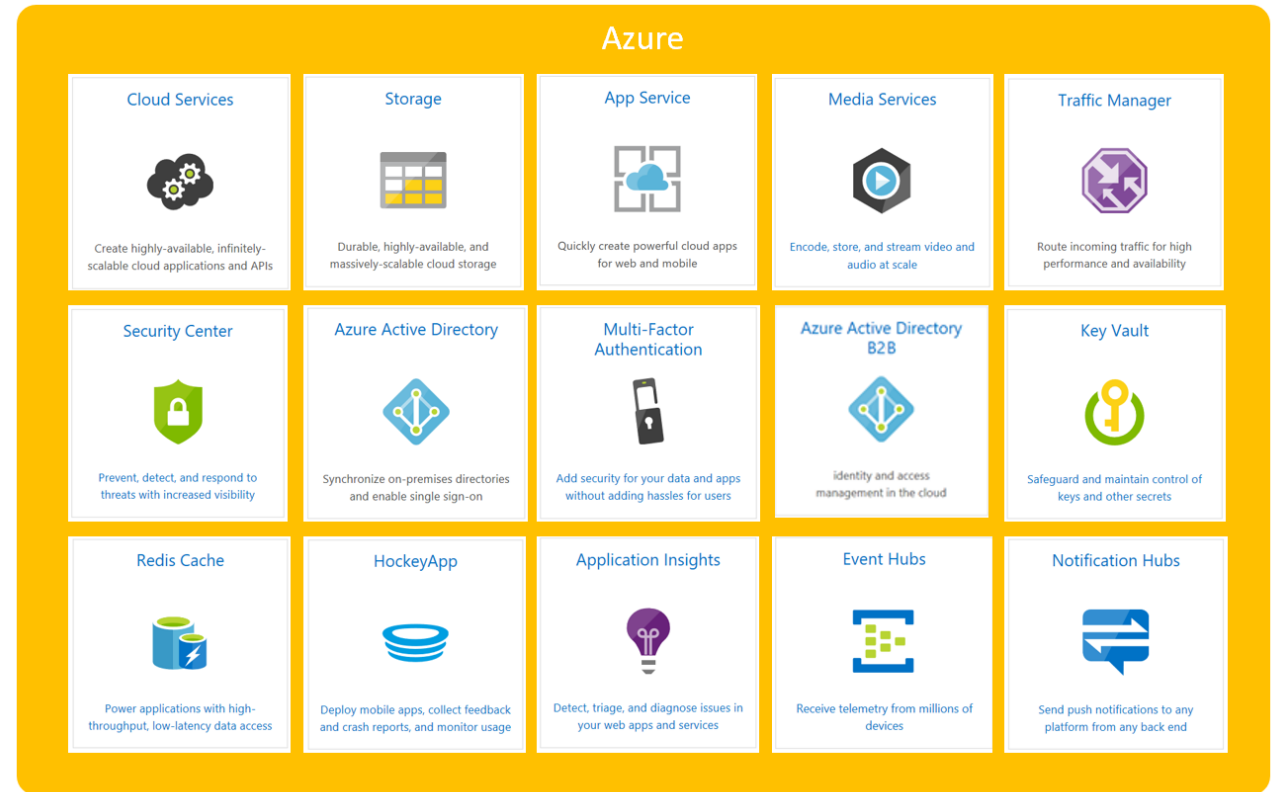 Azure
Cloud Services
Create highly-available, infinitely-
scalable cloud applications and APIs
Storage
Durable, highly-available, and
massively-scalable cloud storage
App Service
Quickly create powerful cloud apps
for web and mobile
Media Services
Encode, store, and stream video and
audio at scale
Traffic Manager
Route incoming traffic for high
performance and availability
Security Center
Prevent, detect, and respond to
threats with increased visibility
Azure Active Directory
Synchronize on-premises directories
and enable single sign-on
Multi-Factor
Authentication
Add security for your data and apps
without adding hassles for users
Azure Active Directory
B2B
identity and access
management in the cloud
Key Vault
Safeguard and maintain control of
keys and other secrets
Redis Cache
Power applications with high-
throughput, low-latency data access
HockeyApp
Deploy mobile apps, collect feedback
and crash reports, and monitor usage
Application Insights
Detect, triage, and diagnose issues in
your web apps and services
Event Hubs
Receive telemetry from millions of
devices
Notification Hubs
Send push notifications to any
platform from any back end